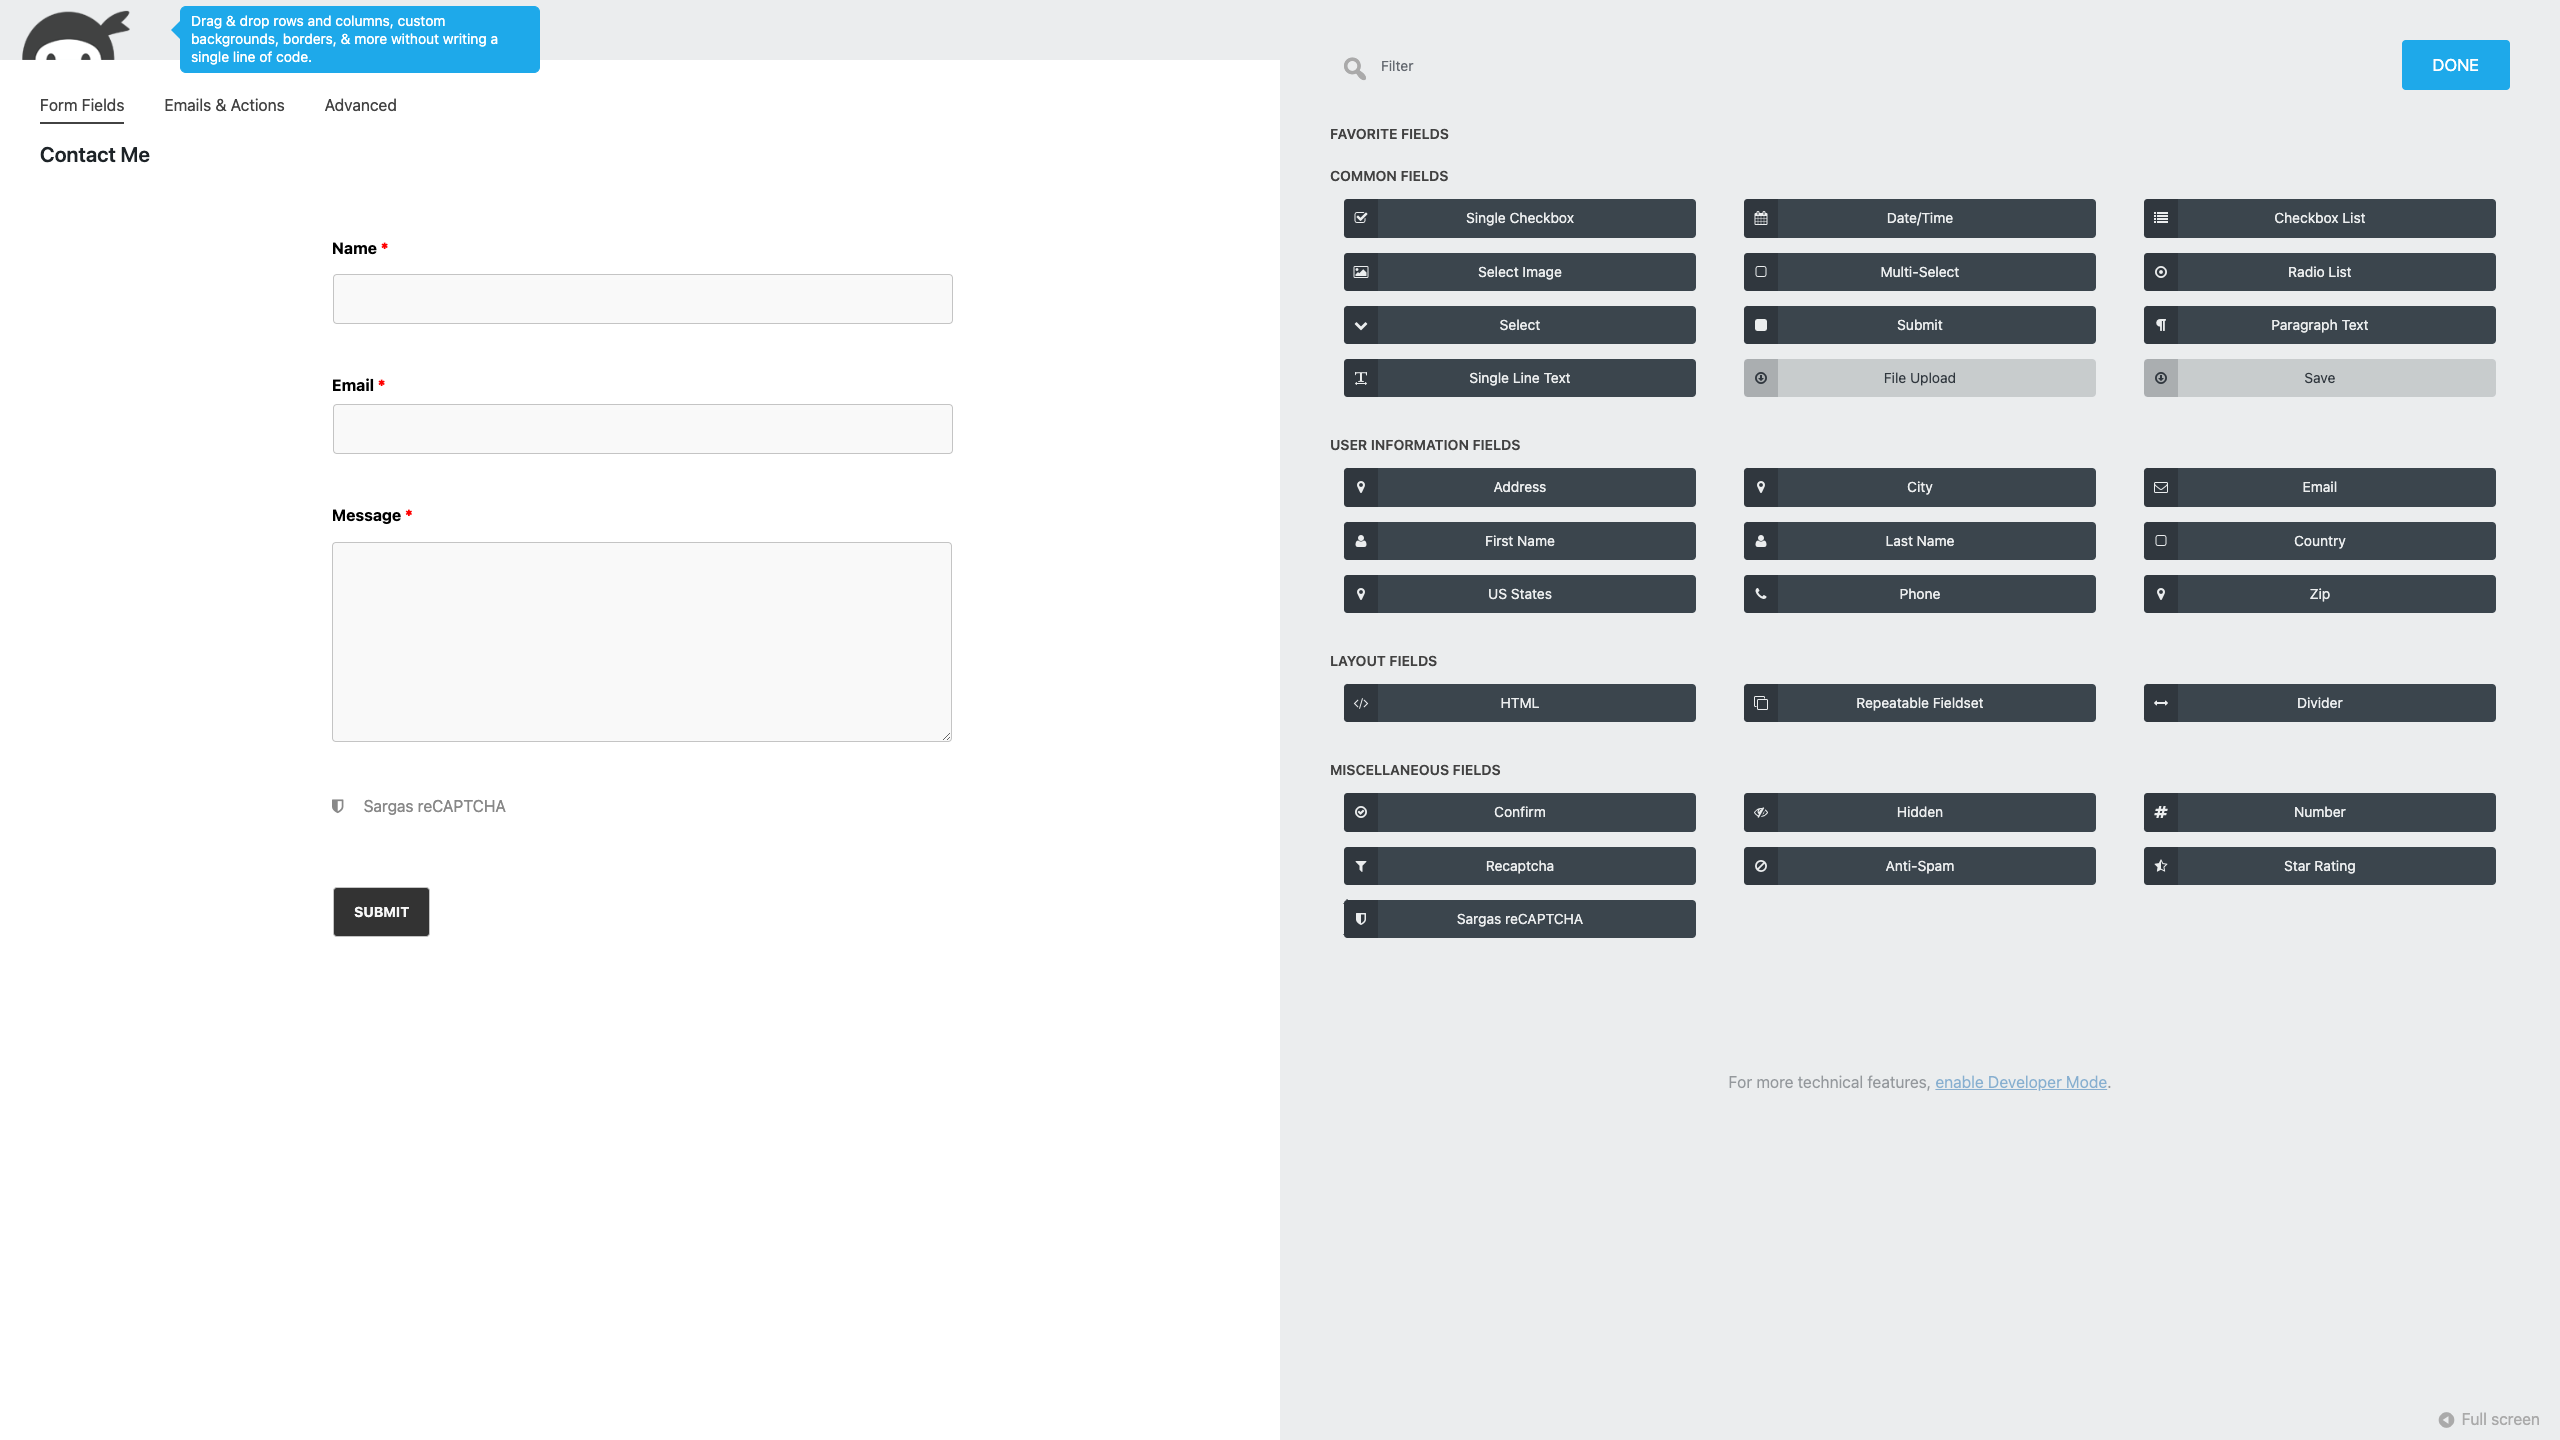 Drag & drop rows and columns, custom
backgrounds, borders, & more without writing a
single line of code.
Form Fields
Emails & Actions
Advanced
Contact Me
Name *
Email *
Message *
Sargas reCAPTCHA
SUBMIT
Filter
DONE
FAVORITE FIELDS
COMMON FIELDS
Single Checkbox
Date/Time
Checkbox List
Select Image
Multi-Select
Radio List
Select
Submit
Paragraph Text
Single Line Text
File Upload
Save
USER INFORMATION FIELDS
Address
City
Email
First Name
Last Name
Country
US States
Phone
Zip
LAYOUT FIELDS
HTML
Repeatable Fieldset
Divider
MISCELLANEOUS FIELDS
Confirm
Hidden
Number
Recaptcha
Anti-Spam
Star Rating
Sargas reCAPTCHA
For more technical features, enable Developer Mode.
Full screen